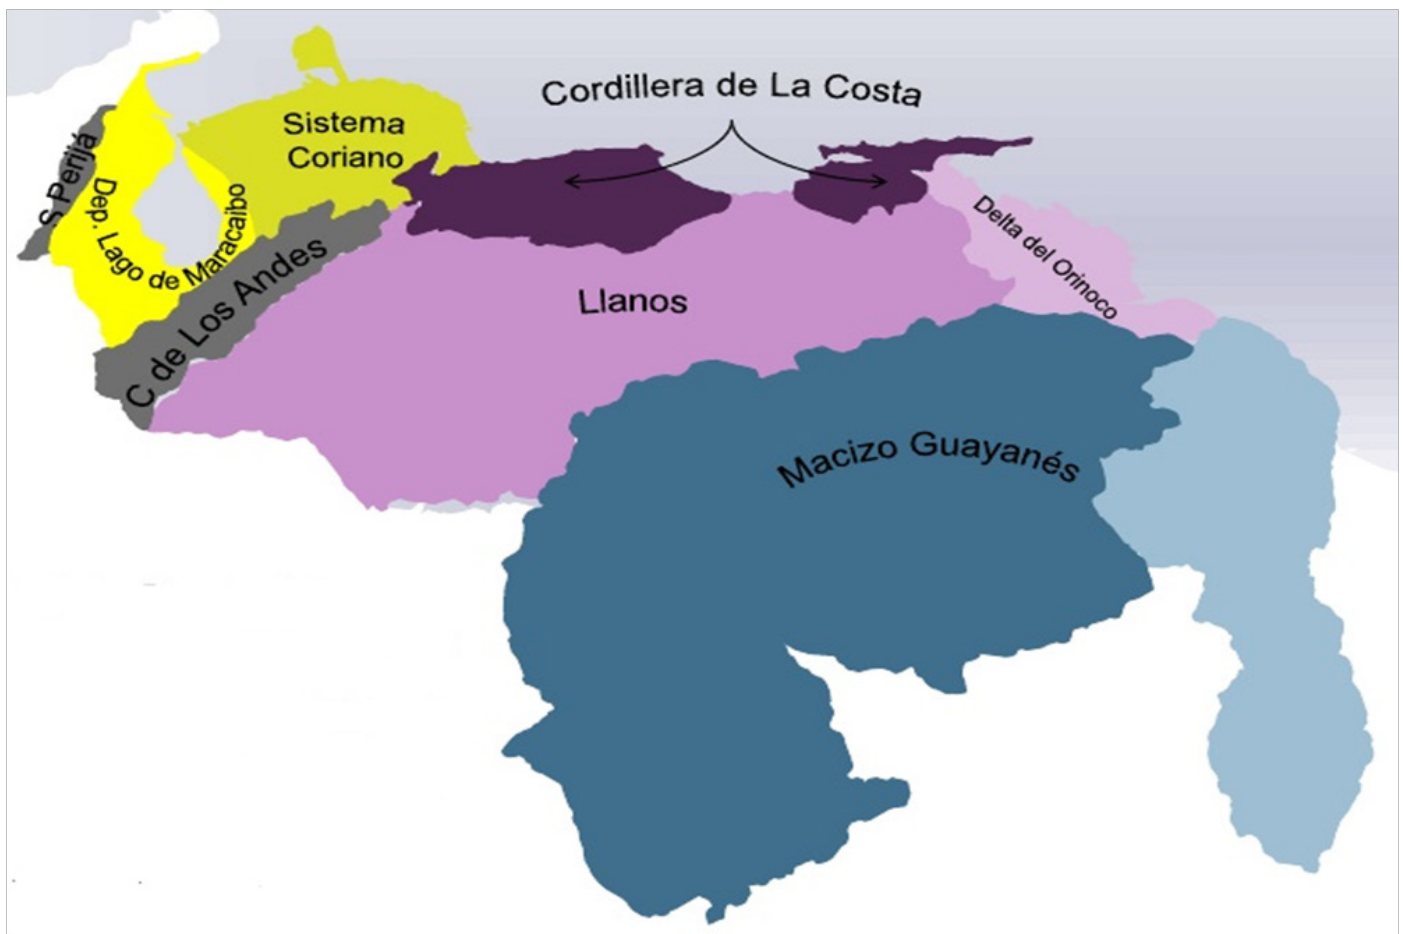 Cordillera de La Costa
Sistema
Coriano
S Perijá
Dep. Lago de Maracaibo
C de Los Andes
Llanos
Delta del Orinoco
Macizo Guayanés